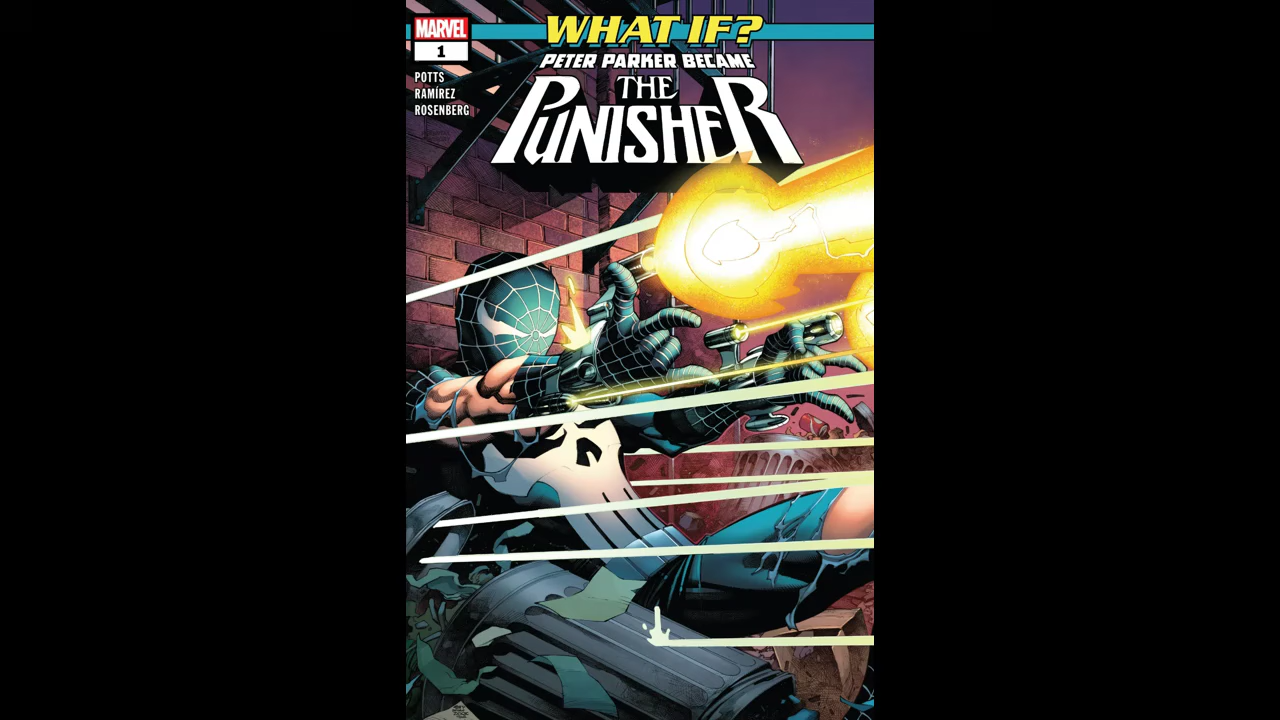 MARVEL
1
POTTS
RAMÍREZ
ROSENBERG
WHAT IF?
PETER PARKER BECAME
THE
PUNISHER